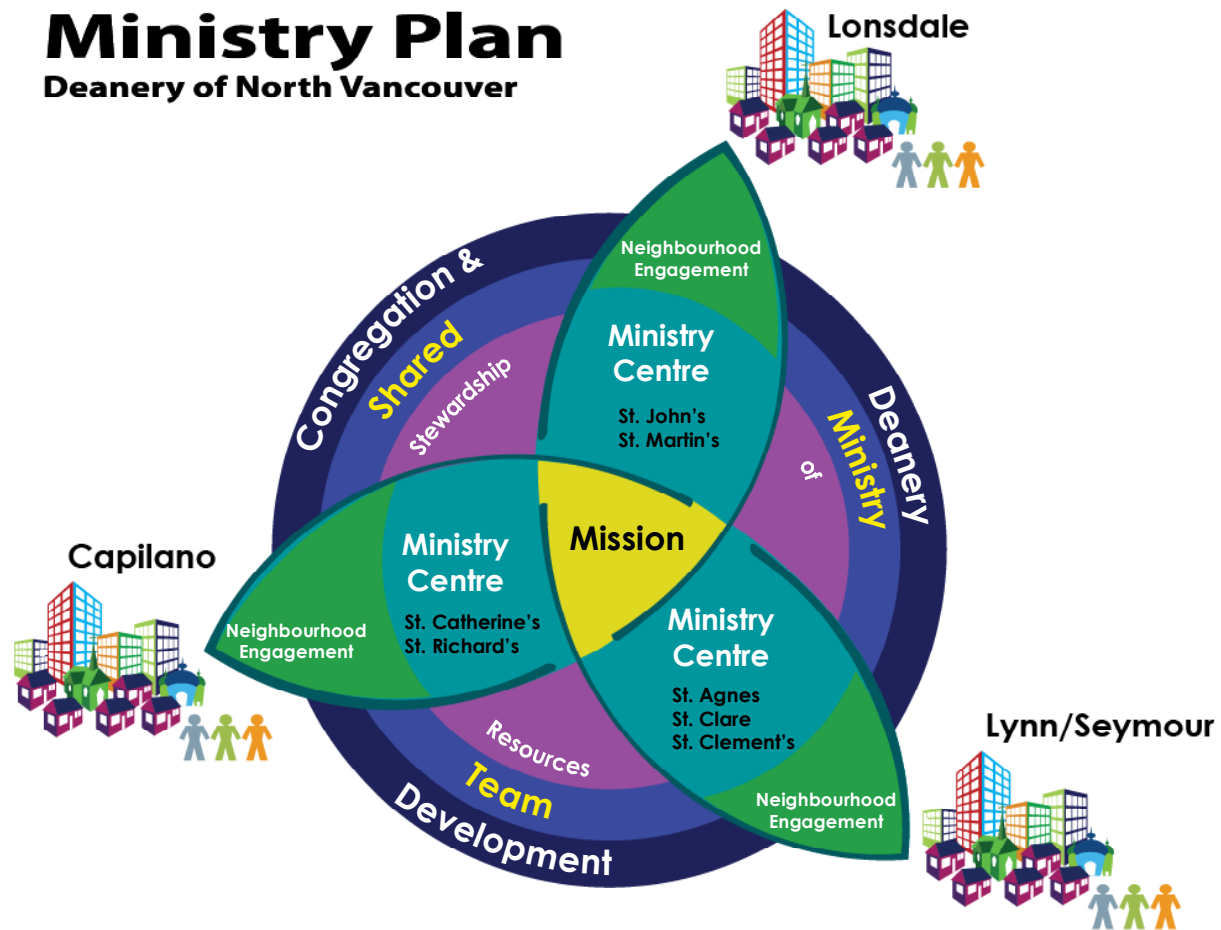 Ministry Plan
Deanery of North Vancouver
Lonsdale
Neighbourhood
Engagement
Ministry
Centre
St. John's
St. Martin's
Congregation &
Deanery
Development
Shared
Ministry
Team
Stewardship
of
Resources
Mission
Capilano
Neighbourhood
Engagement
Ministry
Centre
St. Catherine's
St. Richard's
Ministry
Centre
St. Agnes
St. Clare
St. Clement's
Neighbourhood
Engagement
Lynn/Seymour